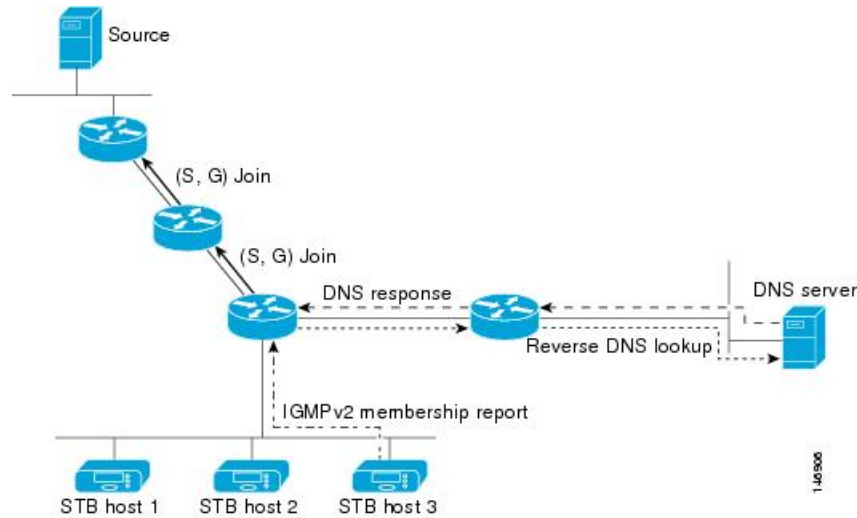 Source
(S, G) Join
(S, G) Join
DNS response
DNS server
Reverse DNS lookup
IGMPv2 membership report
STB host 1
STB host 2
STB host 3
146906